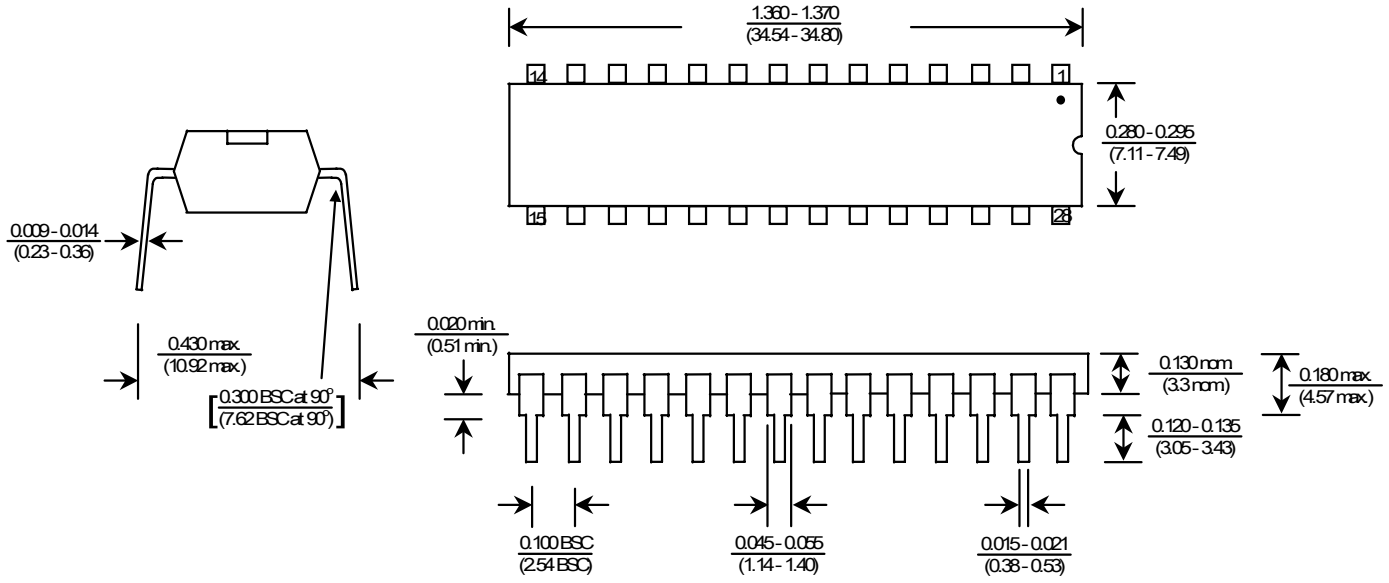 1.360 - 1.370
(34.54 - 34.80)
14
1
0.280 - 0.295
(7.11 - 7.49)
15
28
0.009 - 0.014
(0.23 - 0.36)
0.430 max.
(10.92 max.)
[0.300 BSC at 90°
(7.62 BSC at 90°)]
0.020 min.
(0.51 min.)
0.130 nom
(3.3 nom)
0.180 max.
(4.57 max.)
0.120 - 0.135
(3.05 - 3.43)
0.100 BSC
(2.54 BSC)
0.045 - 0.055
(1.14 - 1.40)
0.015 - 0.021
(0.38 - 0.53)